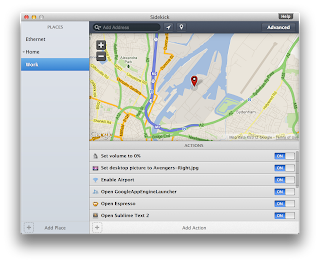 Sidekick
Help
PLACES
Add Address
Advanced
Ethernet
Home
Work
Sydenham
ACTIONS
Set volume to 0%
ON
Set desktop picture to Avengers-Right.jpg
ON
Enable Airport
ON
Open GoogleAppEngineLauncher
ON
Open Espresso
ON
Open Sublime Text 2
ON
Add Place
Add Action